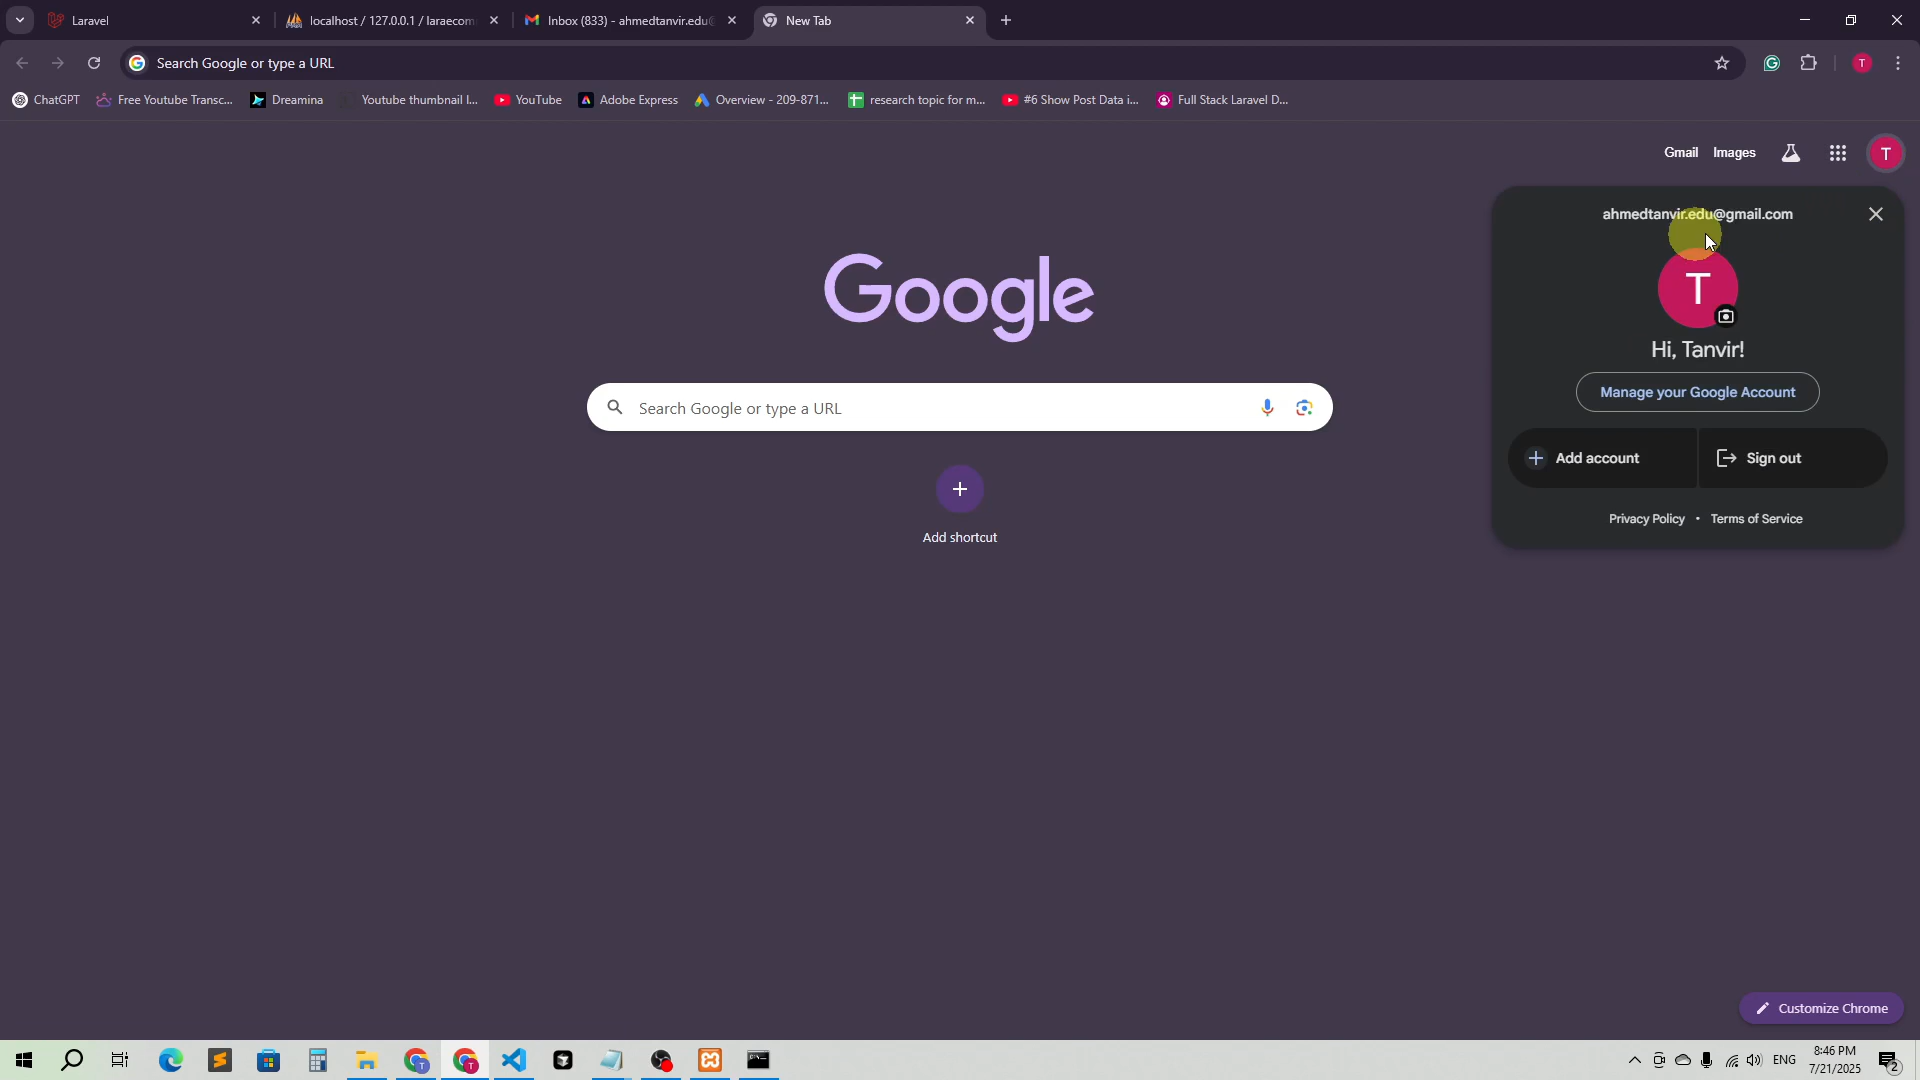 Laravel
localhost / 127.0.0.1 / laraecom
Inbox (833) - ahmedtanvir.edu@
New Tab
Search Google or type a URL
T
ChatGPT
Free Youtube Transc...
Dreamina
Youtube thumbnail I...
YouTube
Adobe Express
Overview - 209-871...
research topic for m...
#6 Show Post Data i...
Full Stack Laravel D...
Gmail
Images
T
ahmedtanvir.edu@gmail.com
T
Hi, Tanvir!
Manage your Google Account
Add account
Sign out
Privacy Policy • Terms of Service
Google
Search Google or type a URL
Add shortcut
Customize Chrome
ENG
8:46 PM
7/21/2025
2